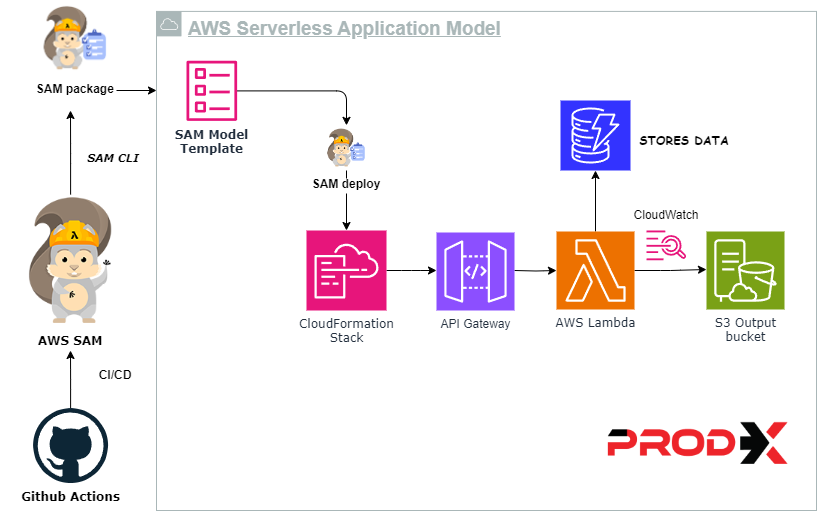 AWS Serverless Application Model
SAM package
SAM Model
Template
SAM CLI
SAM deploy
STORES DATA
CloudWatch
CloudFormation
Stack
API Gateway
AWS Lambda
S3 Output
bucket
AWS SAM
CI/CD
Github Actions
PRODX